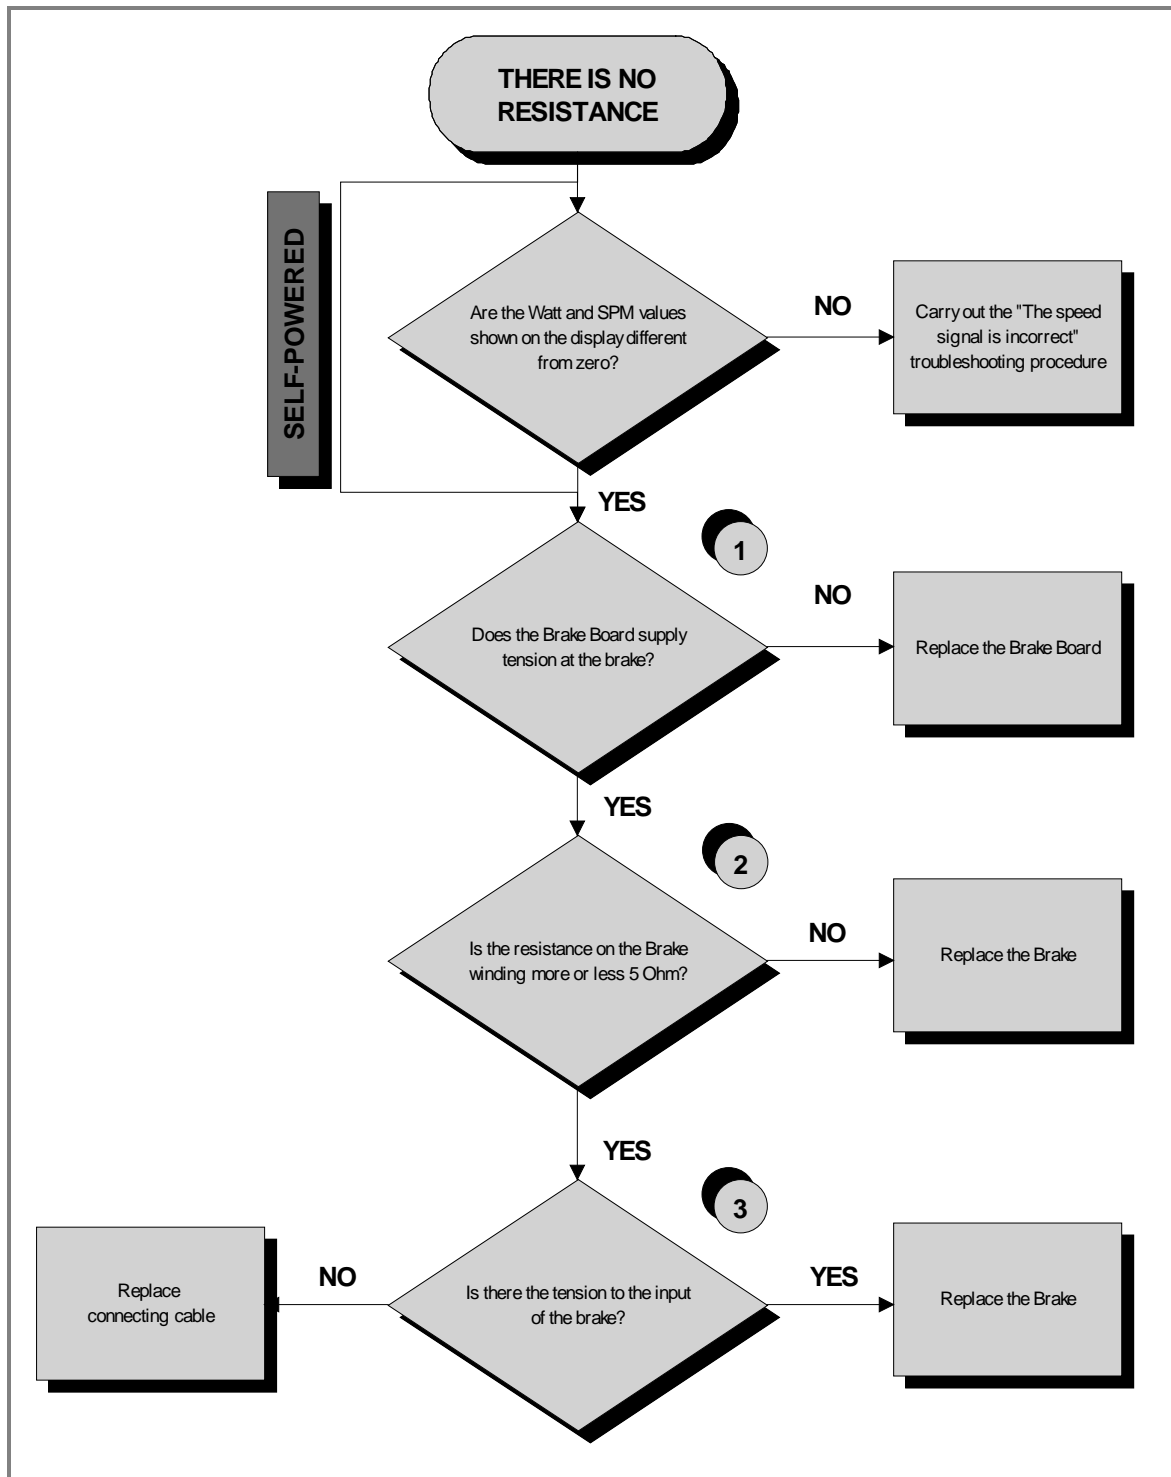 THERE IS NO
RESISTANCE
SELF-POWERED
Are the Watt and SPM values
shown on the display different
from zero?
NO
Carry out the "The speed
signal is incorrect"
troubleshooting procedure
YES
1
Does the Brake Board supply
tension at the brake?
NO
Replace the Brake Board
YES
2
Is the resistance on the Brake
winding more or less 5 Ohm?
NO
Replace the Brake
YES
3
Is there the tension to the input
of the brake?
NO
Replace
connecting cable
YES
Replace the Brake